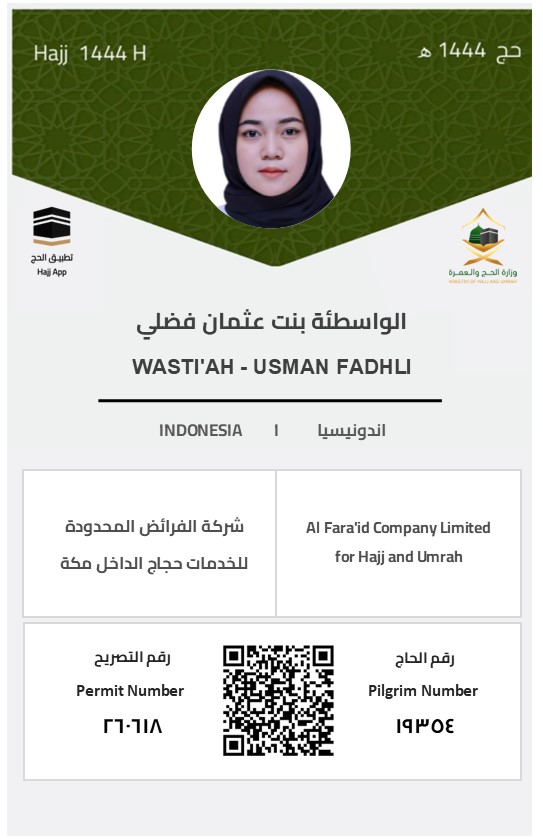 Hajj 1444 H
حج 1444 هـ
تطبيق الحج
Hajj App
وزارة الحج والعمرة
MINISTRY OF HAJJ AND UMRAH
الواسطئة بنت عثمان فضلي
WASTI'AH - USMAN FADHLI
INDONESIA | اندونيسيا
شركة الفرائض المحدودة
للخدمات حجاج الداخل مكة
Al Fara'id Company Limited
for Hajj and Umrah
رقم التصريح
Permit Number
٢٦٠٦١٨
رقم الحاج
Pilgrim Number
١٩٣٥٤